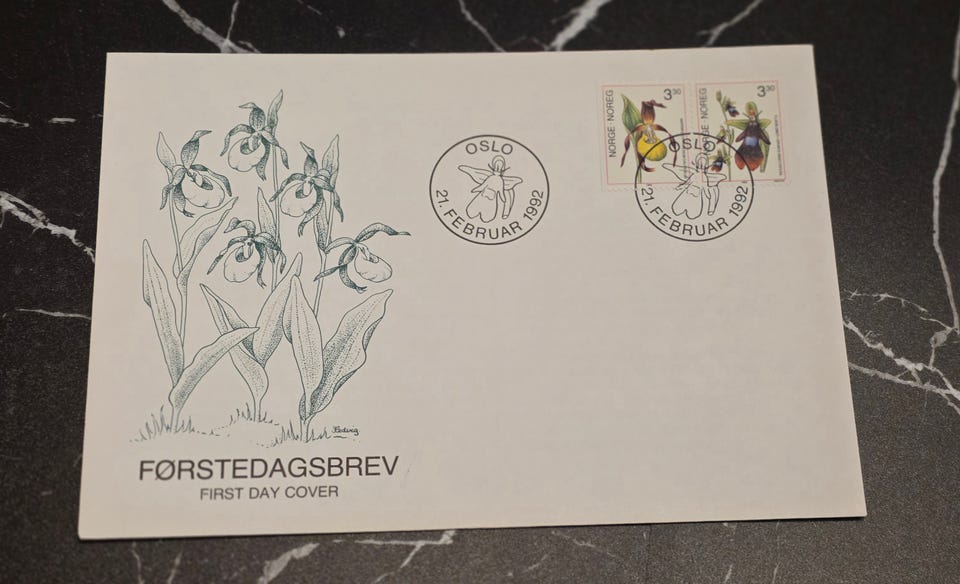 NORGE · NOREG
3 30
NORGE · NOREG
3 30
OSLO
21. FEBRUAR 1992
OSLO
21. FEBRUAR 1992
FØRSTEDAGSBREV
FIRST DAY COVER